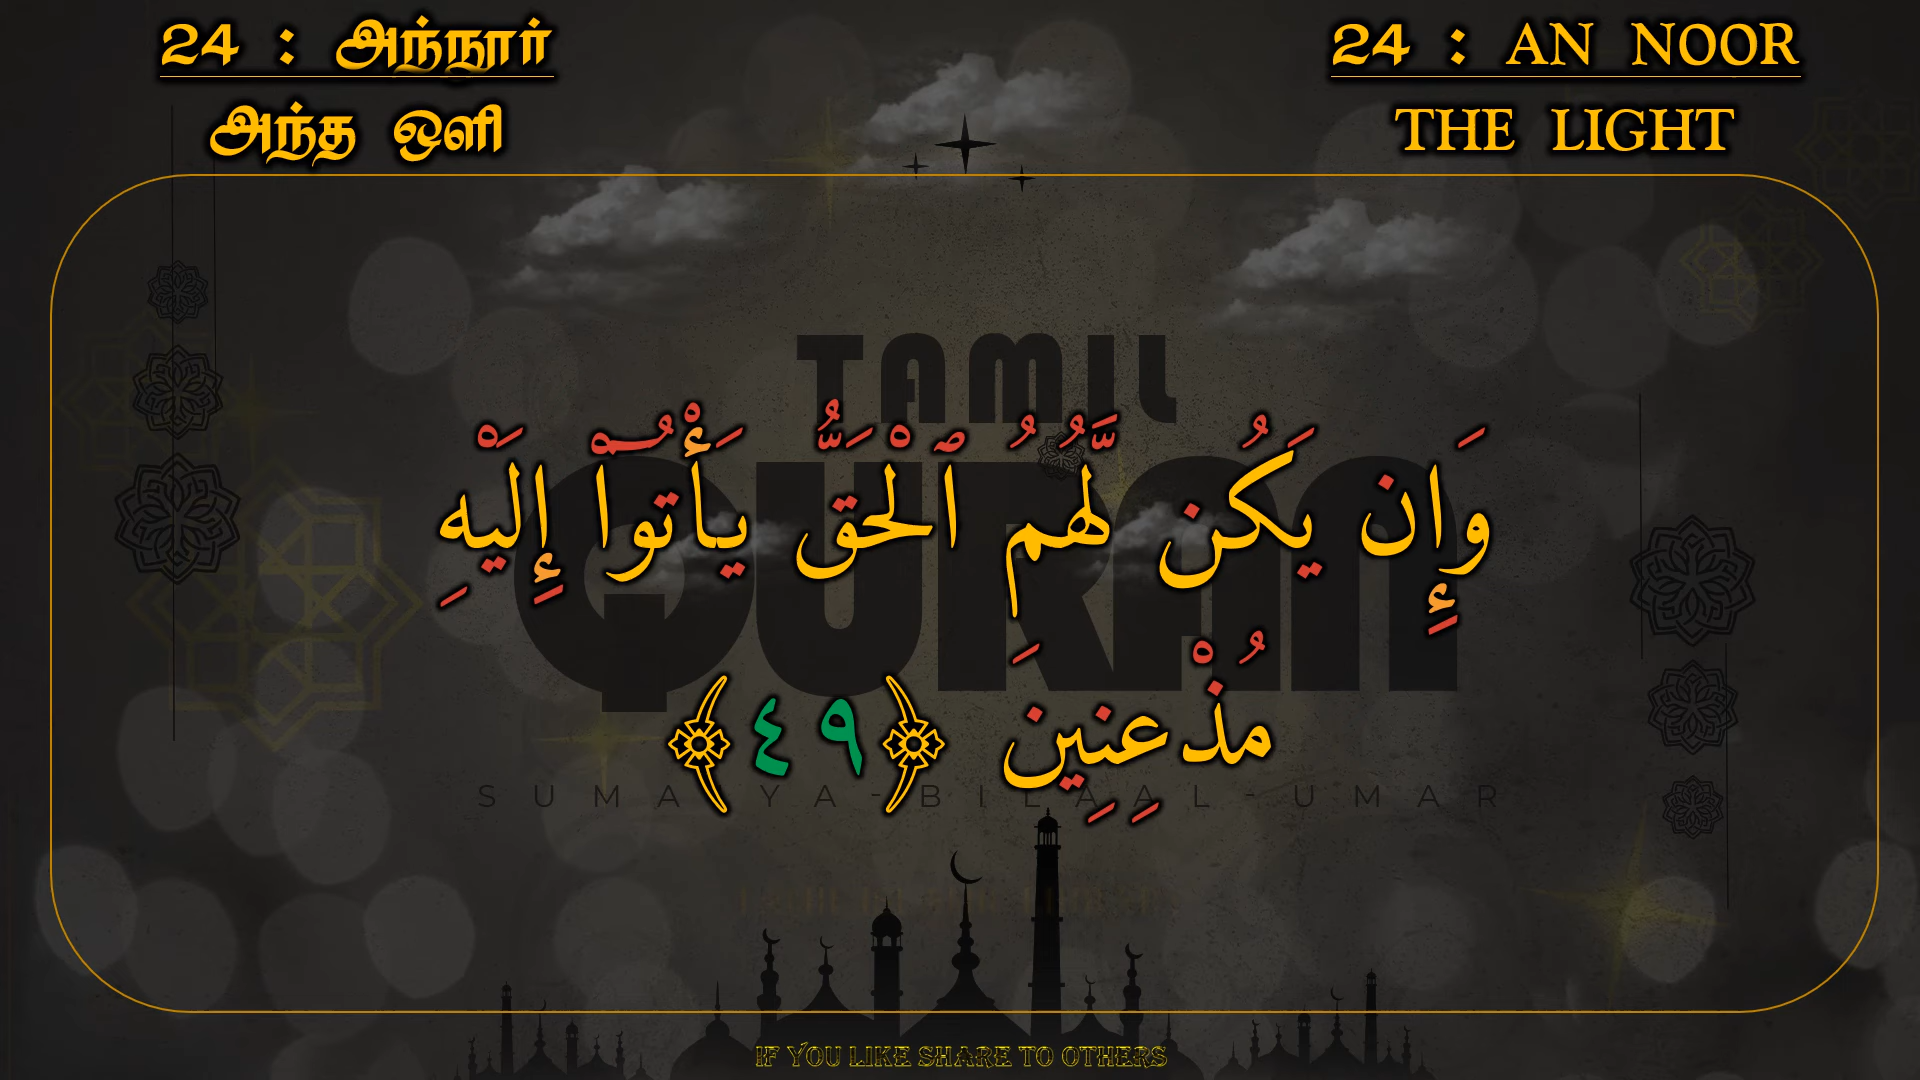 24 : அந்நூர்
அந்த ஒளி
24 : AN NOOR
THE LIGHT
TAMIL
QURAN
وَإِن يَكُن لَّهُمُ ٱلْحَقُّ يَأْتُوٓا۟ إِلَيْهِ
مُذْعِنِينَ ﴿٤٩﴾
SUMAIYA-BILAAL-UMAR
IF YOU LIKE SHARE TO OTHERS